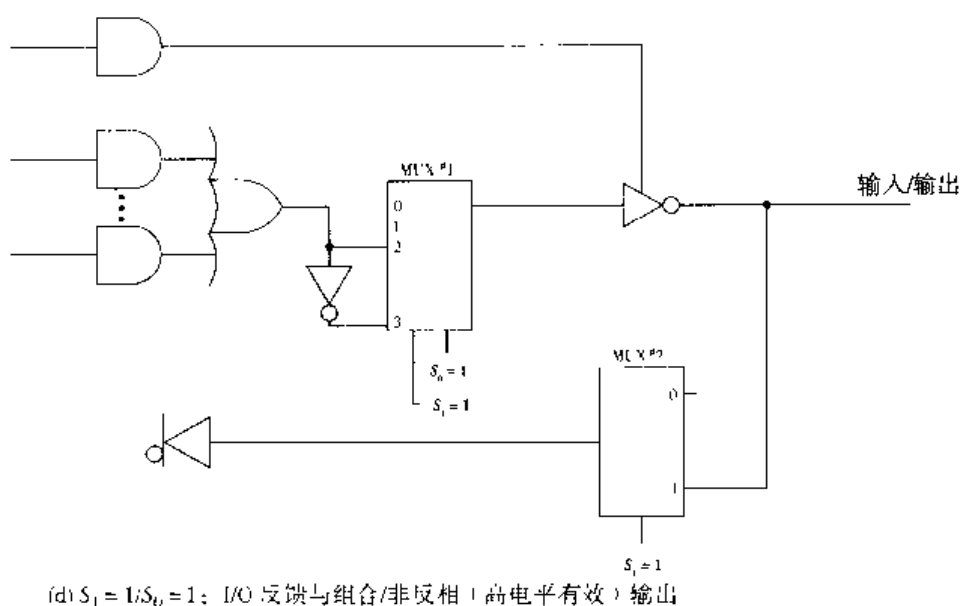 MUX #1
输入/输出
0
1
2
3
S₀ = 1
S₁ = 1
MUX #2
0
1
S₁ = 1
(d) S₁ = 1/S₀ = 1; I/O 反馈与组合/非反相(高电平有效)输出